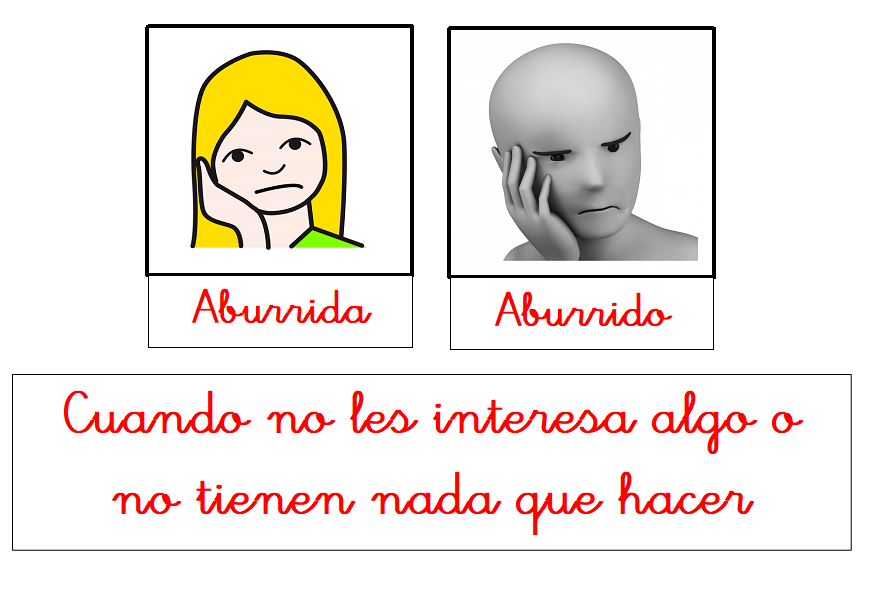 Aburrida
Aburrido
Cuando no les interesa algo o
no tienen nada que hacer